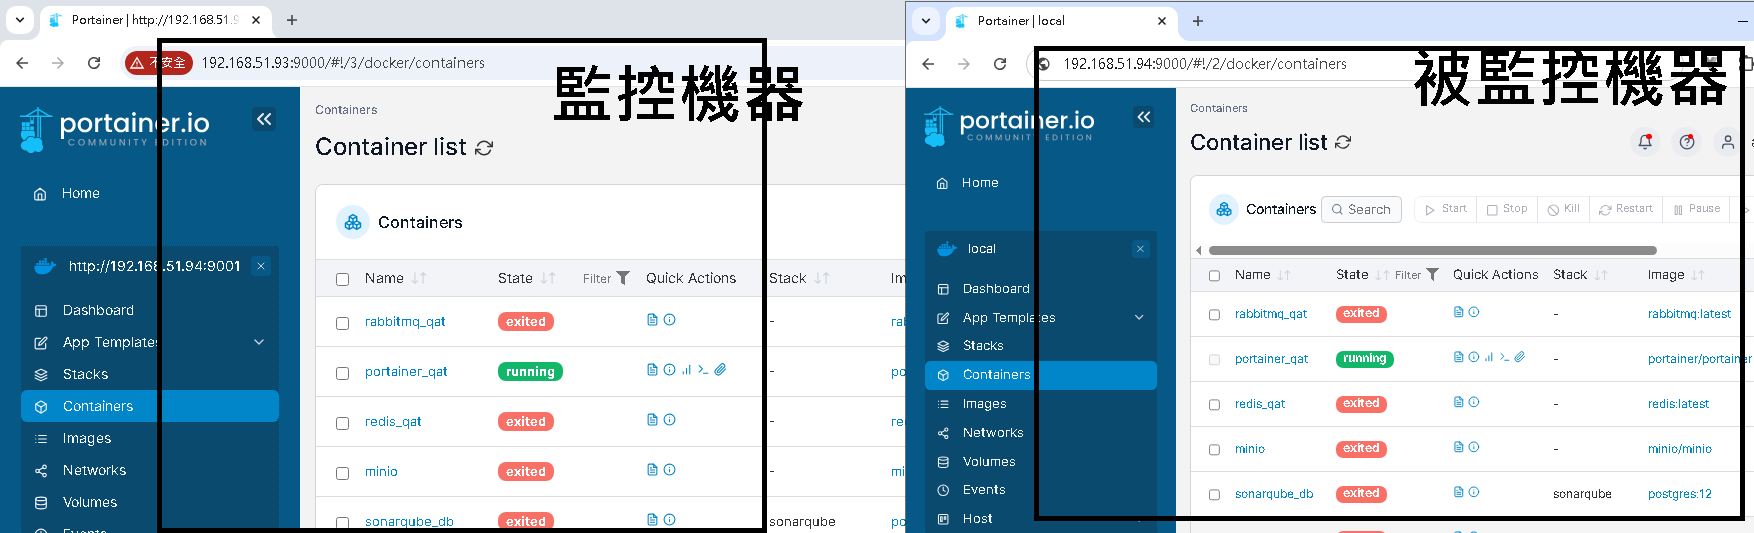 Portainer | http://192.168.51.9
不安全
192.168.51.93:9000/#!/3/docker/containers
監控機器
portainer.io
COMMUNITY EDITION
Home
http://192.168.51.94:9001
Dashboard
App Templates
Stacks
Containers
Images
Networks
Volumes
Events
Containers
Container list
Containers
Name State Filter Quick Actions Stack Im
rabbitmq_qat exited - ral
portainer_qat running - po
redis_qat exited - rec
minio exited - mi
sonarqube_db exited sonarqube po
Portainer | local
192.168.51.94:9000/#!/2/docker/containers
被監控機器
portainer.io
COMMUNITY EDITION
Home
local
Dashboard
App Templates
Stacks
Containers
Images
Networks
Volumes
Events
Host
Containers
Container list
Containers Search Start Stop Kill Restart Pause
Name State Filter Quick Actions Stack Image
rabbitmq_qat exited - rabbitmq:latest
portainer_qat running - portainer/portainer
redis_qat exited - redis:latest
minio exited - minio/minio
sonarqube_db exited sonarqube postgres:12